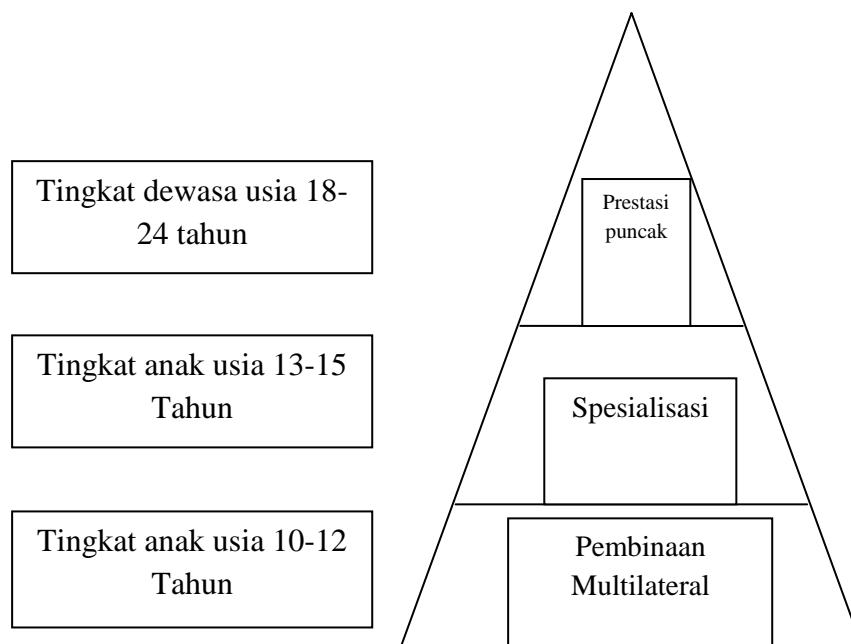 Tingkat dewasa usia 18-
24 tahun
Prestasi
puncak
Tingkat anak usia 13-15
Tahun
Spesialisasi
Tingkat anak usia 10-12
Tahun
Pembinaan
Multilateral